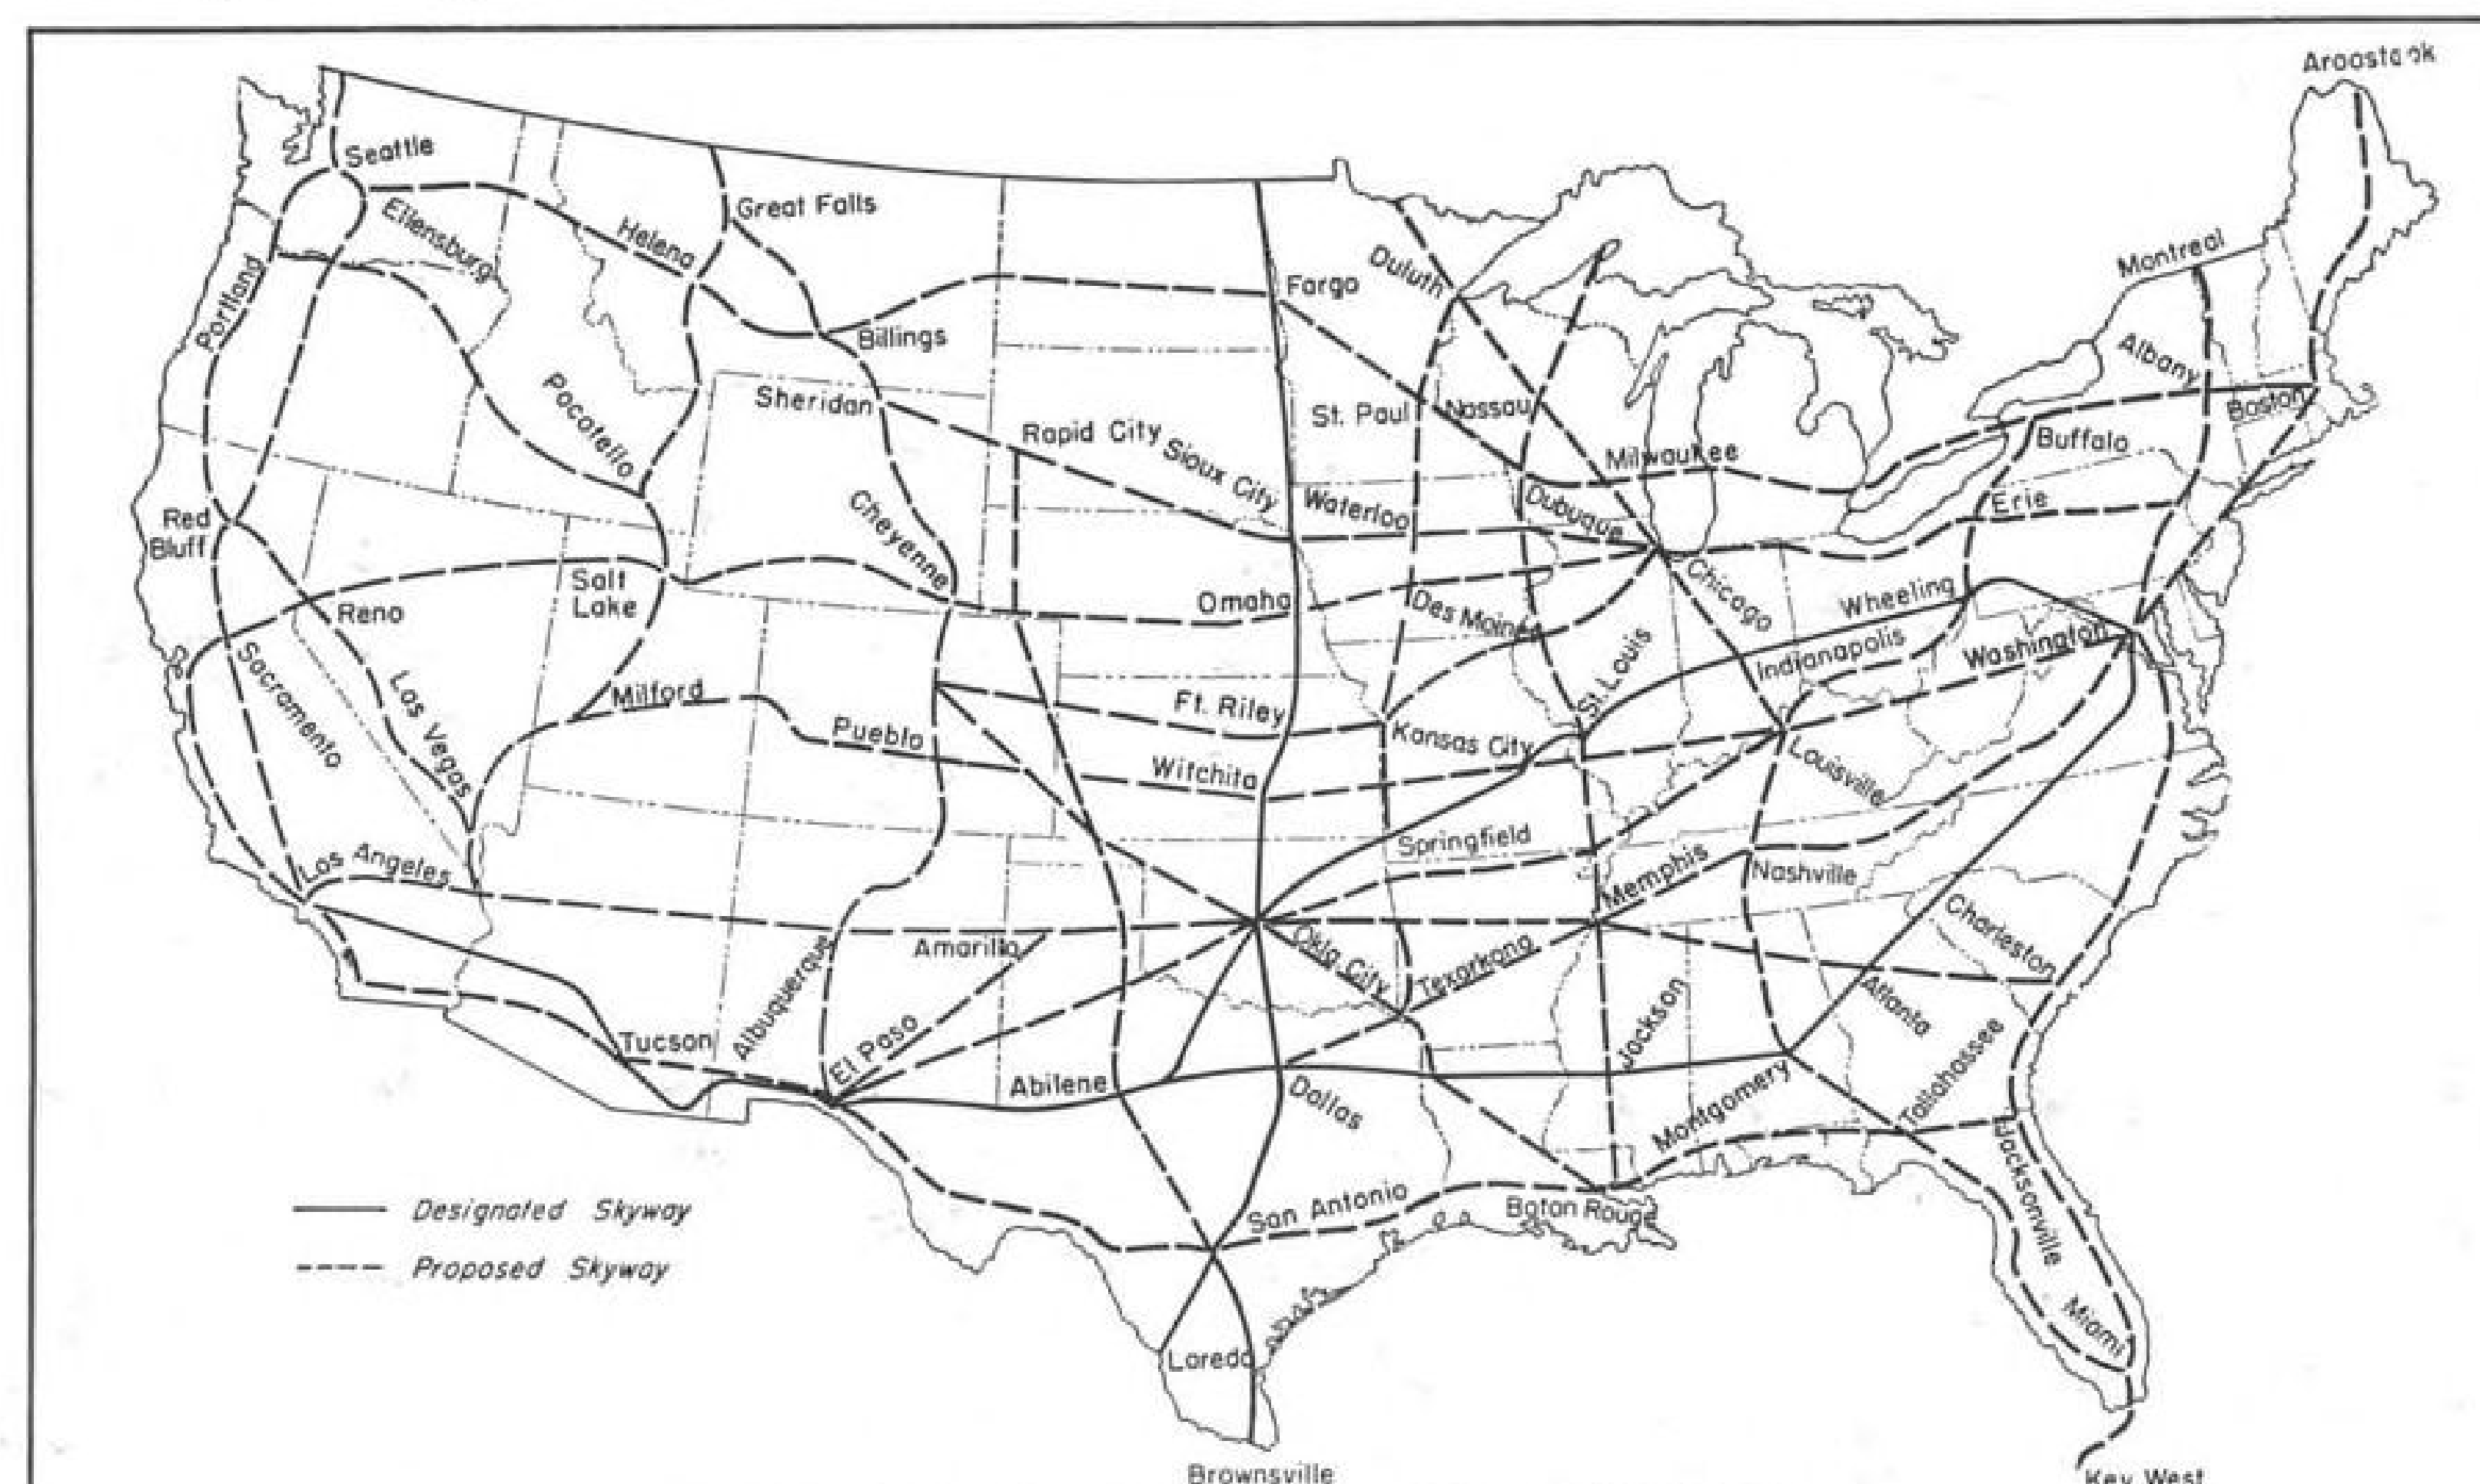 Aroostook
Seattle
Great Falls
Ellensburg
Helena
Montreal
Portland
Fargo
Duluth
Billings
Albany
Pocatello
Sheridan
St. Paul
Nassau
Boston
Rapid City
Sioux City
Buffalo
Milwaukee
Cheyenne
Waterloo
Dubuque
Erie
Red
Bluff
Salt
Lake
Reno
Omaha
Des Moines
Chicago
Wheeling
Sacramento
Indianapolis
Washington
Las Vegas
Milford
St. Louis
Ft. Riley
Pueblo
Kansas City
Witchita
Louisville
Springfield
Los Angeles
Memphis
Nashville
Amarillo
Albuquerque
Okla City
Texarkana
Charleston
Jackson
Atlanta
Tucson
El Paso
Abilene
Dallas
Montgomery
Tallahassee
San Antonio
Baton Rouge
Jacksonville
Designated Skyway
Proposed Skyway
Miami
Loredo
Brownsville
Key West